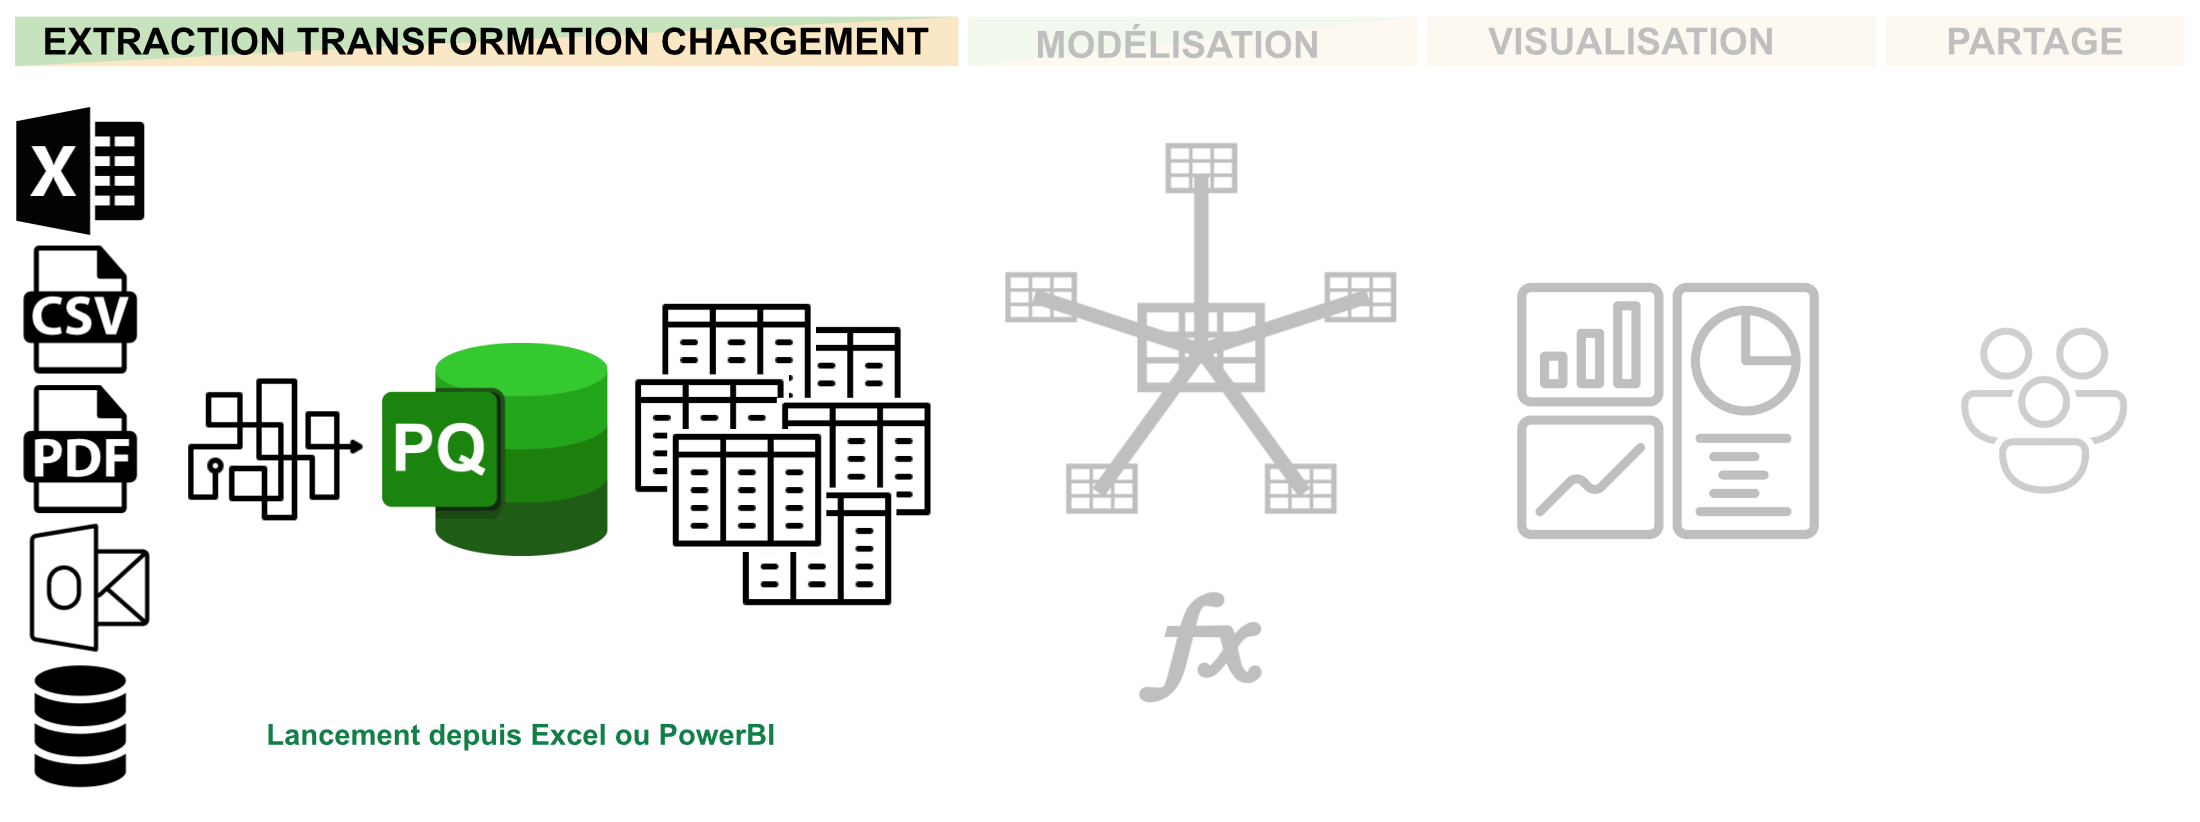 EXTRACTION TRANSFORMATION CHARGEMENT
MODÉLISATION
VISUALISATION
PARTAGE
X
CSV
PDF
O
PQ
fx
Lancement depuis Excel ou PowerBI